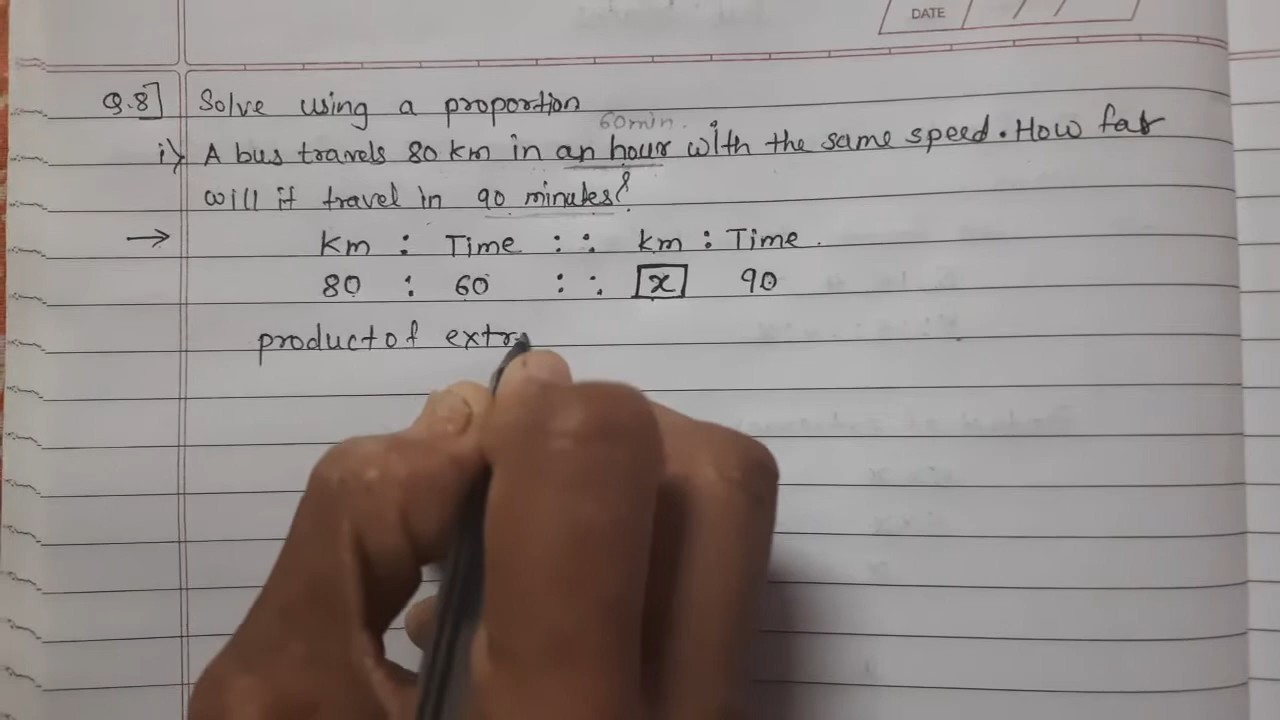 DATE
Q.8] Solve using a proportion
60min.
i) A bus travels 80 km in an hour with the same speed. How far
will it travel in 90 minutes?
→ Km : Time :: km : Time.
80 : 60 :: x 90
product of extr